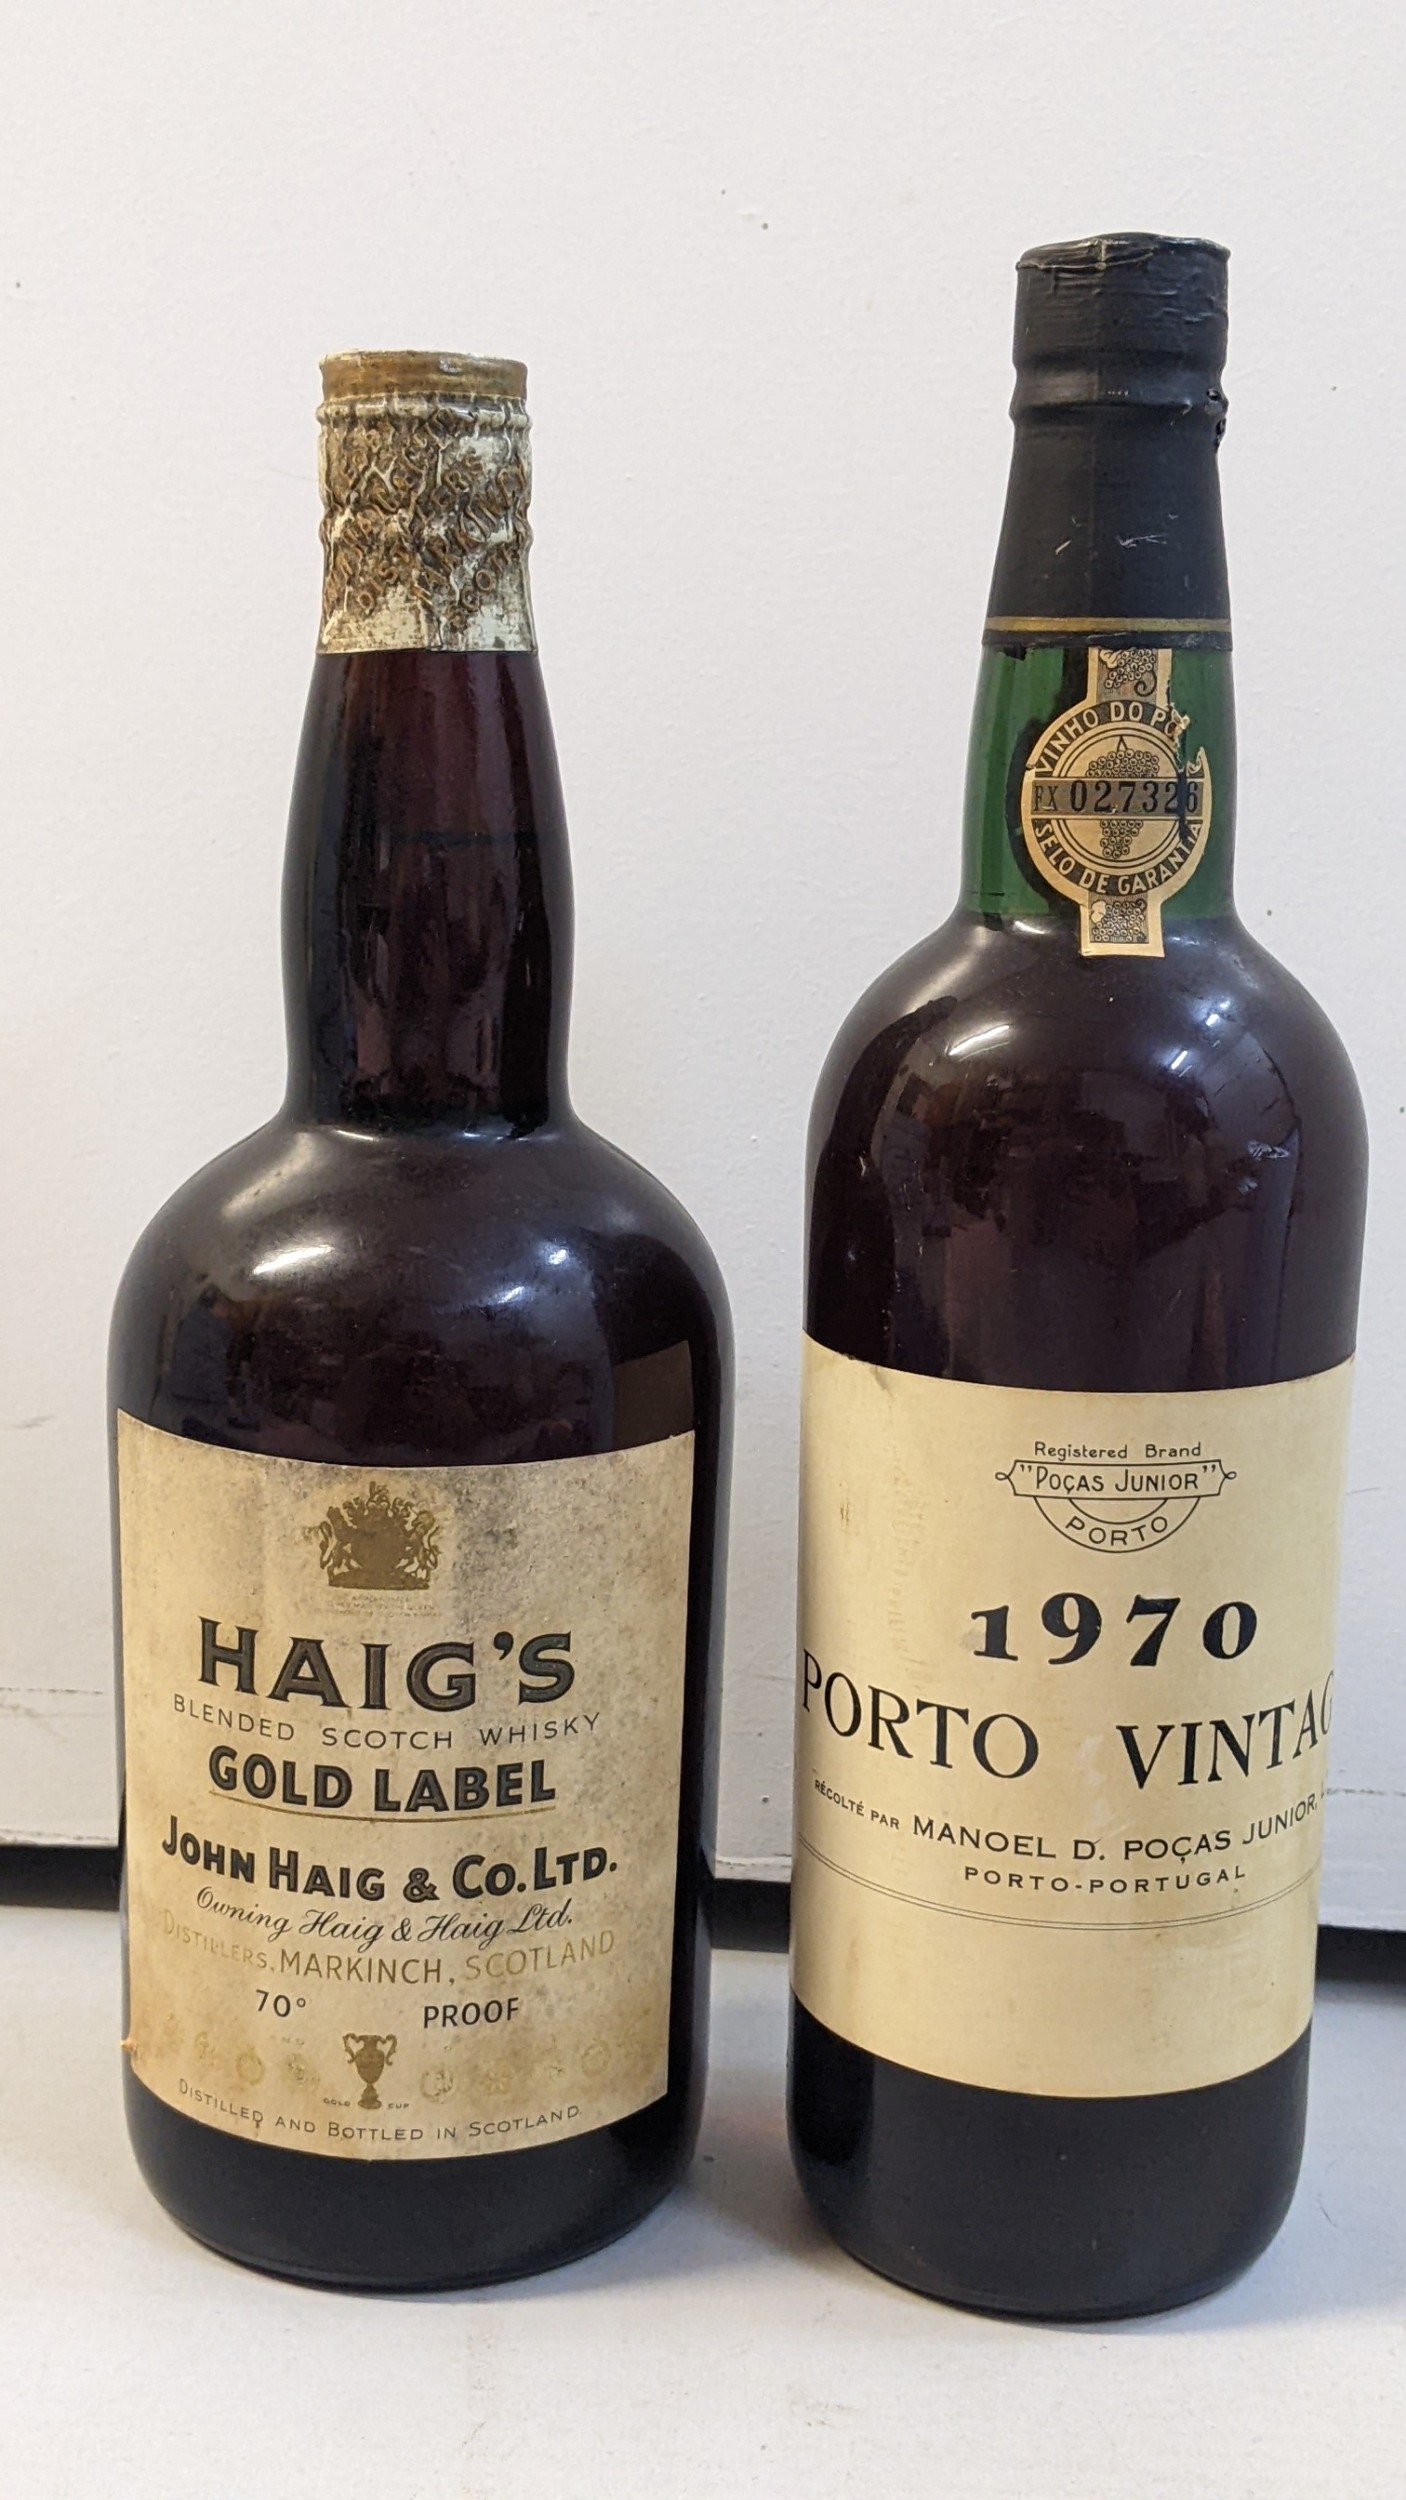 HAIG'S
BLENDED SCOTCH WHISKY
GOLD LABEL
JOHN HAIG & CO. LTD.
Owning Haig & Haig Ltd.
DISTILLERS, MARKINCH, SCOTLAND
70° PROOF
GOLD CUP
DISTILLED AND BOTTLED IN SCOTLAND
VINHO DO
FX 027326
SELO DE GARANTIA
Registered Brand
"POÇAS JUNIOR"
PORTO
1970
PORTO VINTAG
RÉCOLTÉ PAR MANOEL D. POÇAS JUNIOR,
PORTO-PORTUGAL